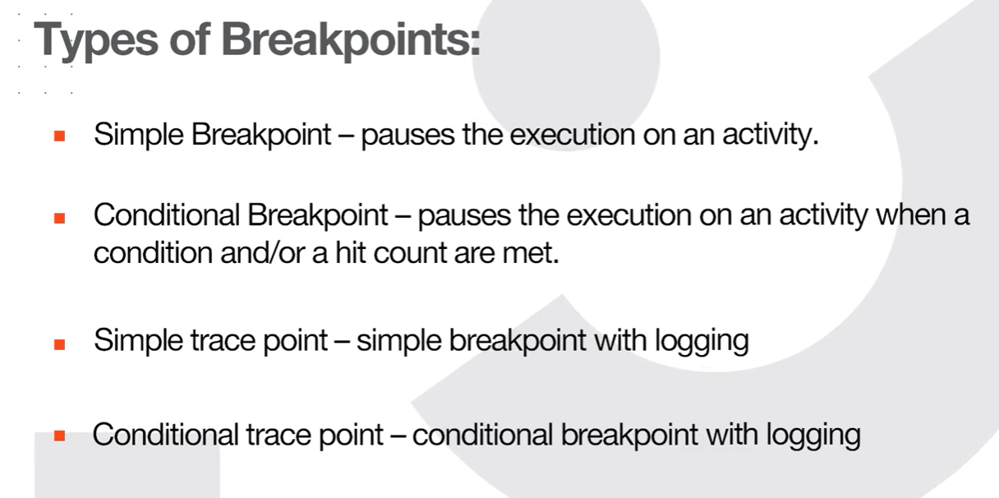 Types of Breakpoints:
Simple Breakpoint – pauses the execution on an activity.
Conditional Breakpoint – pauses the execution on an activity when a
condition and/or a hit count are met.
Simple trace point – simple breakpoint with logging
Conditional trace point – conditional breakpoint with logging